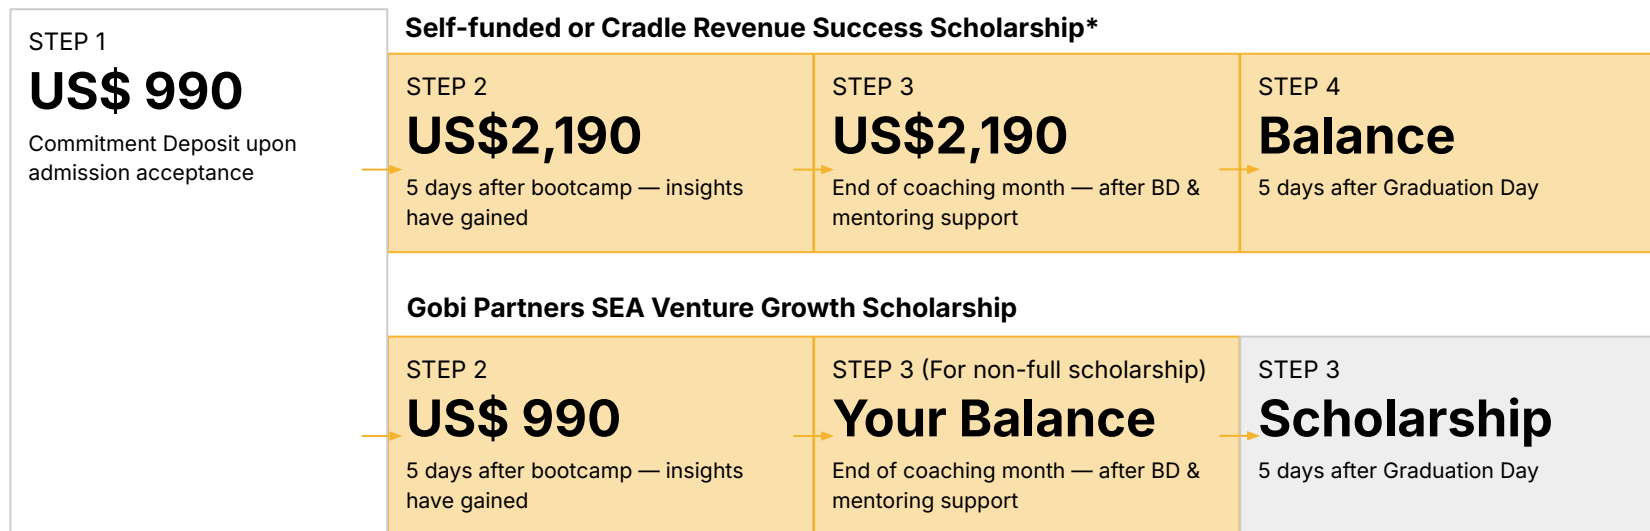 STEP 1
US$ 990
Commitment Deposit upon
admission acceptance
Self-funded or Cradle Revenue Success Scholarship*
STEP 2
US$2,190
5 days after bootcamp — insights
have gained
STEP 3
US$2,190
End of coaching month — after BD &
mentoring support
STEP 4
Balance
5 days after Graduation Day
Gobi Partners SEA Venture Growth Scholarship
STEP 2
US$ 990
5 days after bootcamp — insights
have gained
STEP 3 (For non-full scholarship)
Your Balance
End of coaching month — after BD &
mentoring support
STEP 3
Scholarship
5 days after Graduation Day